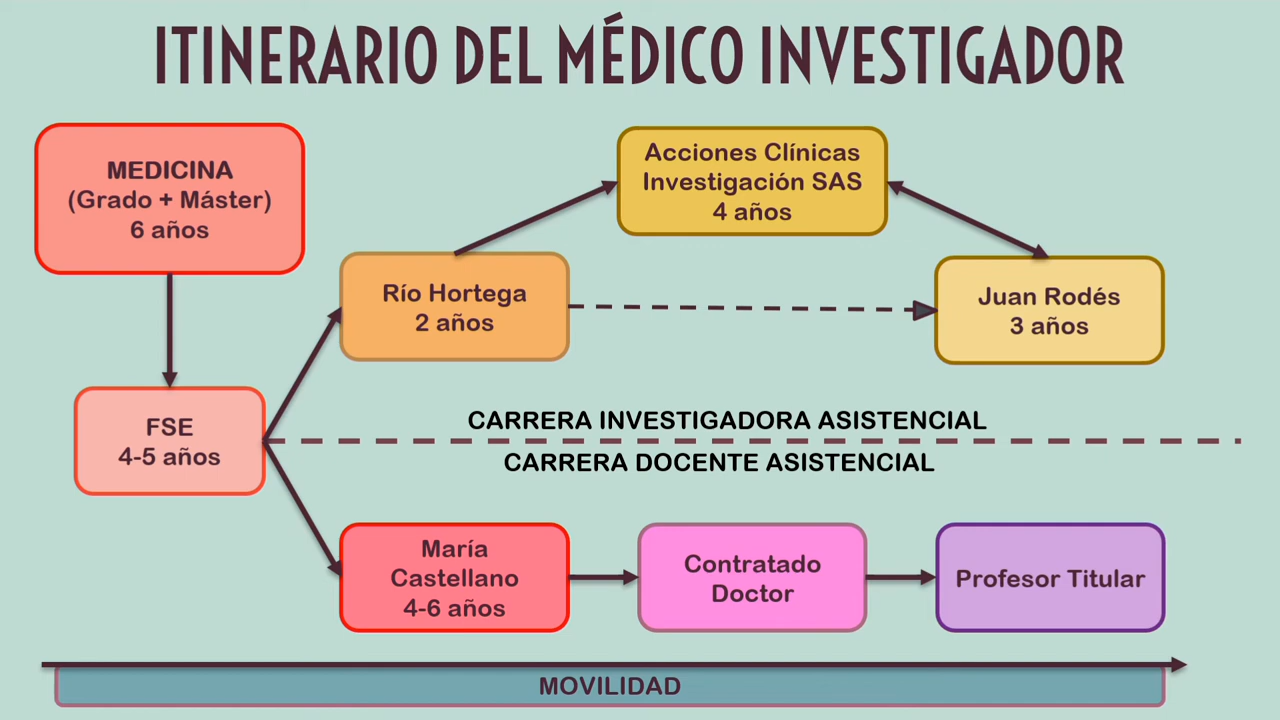 ITINERARIO DEL MÉDICO INVESTIGADOR
MEDICINA
(Grado + Máster)
6 años
Acciones Clínicas
Investigación SAS
4 años
Río Hortega
2 años
Juan Rodés
3 años
FSE
4-5 años
CARRERA INVESTIGADORA ASISTENCIAL
CARRERA DOCENTE ASISTENCIAL
María
Castellano
4-6 años
Contratado
Doctor
Profesor Titular
MOVILIDAD